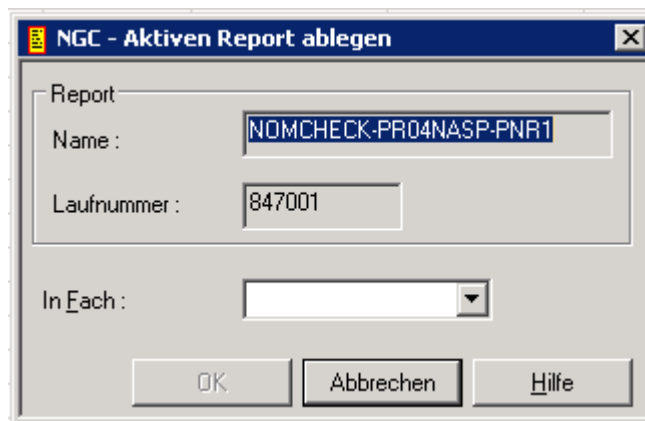 NGC - Aktiven Report ablegen
Report
Name : NOMCHECK-PR04NASP-PNR1
Laufnummer : 847001
In Fach :
OK Abbrechen Hilfe